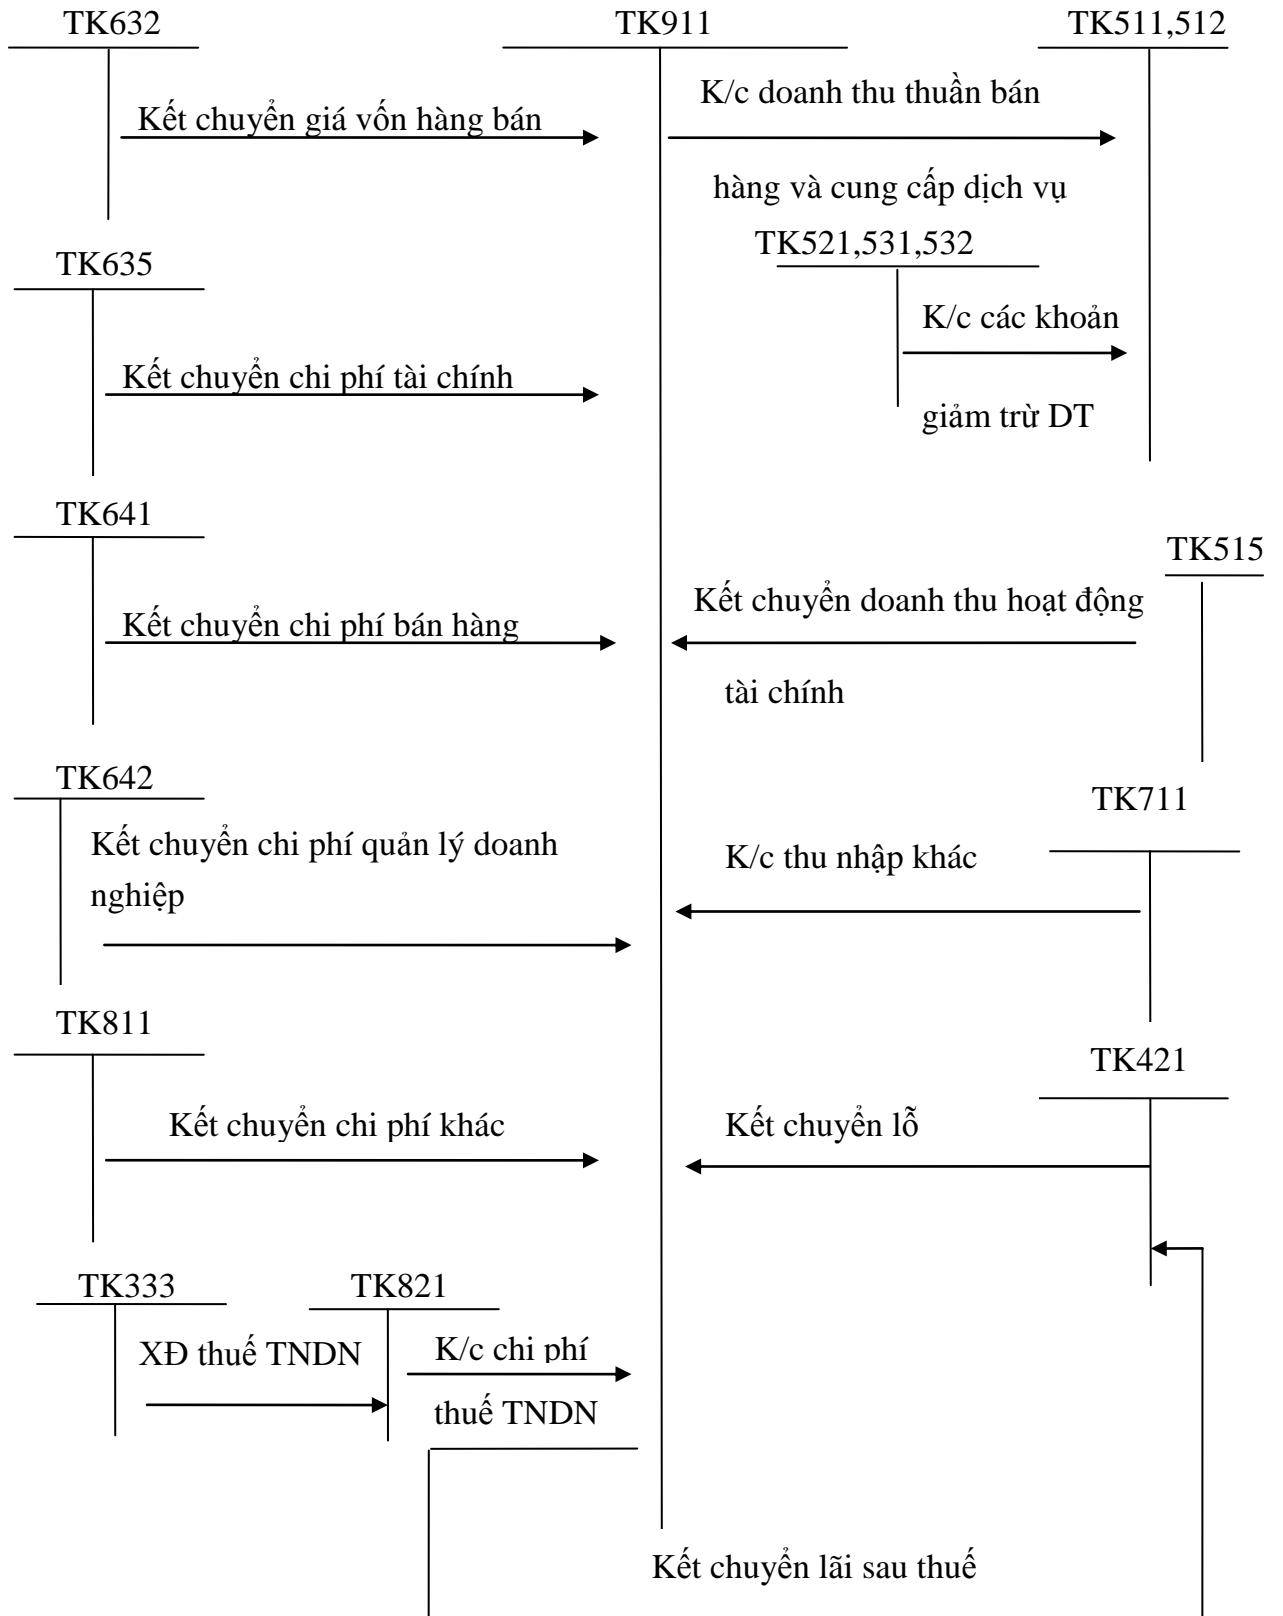 TK632
TK911
TK511,512
Kết chuyển giá vốn hàng bán
K/c doanh thu thuần bán
hàng và cung cấp dịch vụ
TK521,531,532
K/c các khoản
giảm trừ DT
TK635
Kết chuyển chi phí tài chính
TK641
Kết chuyển chi phí bán hàng
TK515
Kết chuyển doanh thu hoạt động
tài chính
TK642
Kết chuyển chi phí quản lý doanh
nghiệp
TK711
K/c thu nhập khác
TK811
Kết chuyển chi phí khác
TK421
Kết chuyển lỗ
TK333
TK821
XĐ thuế TNDN
K/c chi phí
thuế TNDN
Kết chuyển lãi sau thuế